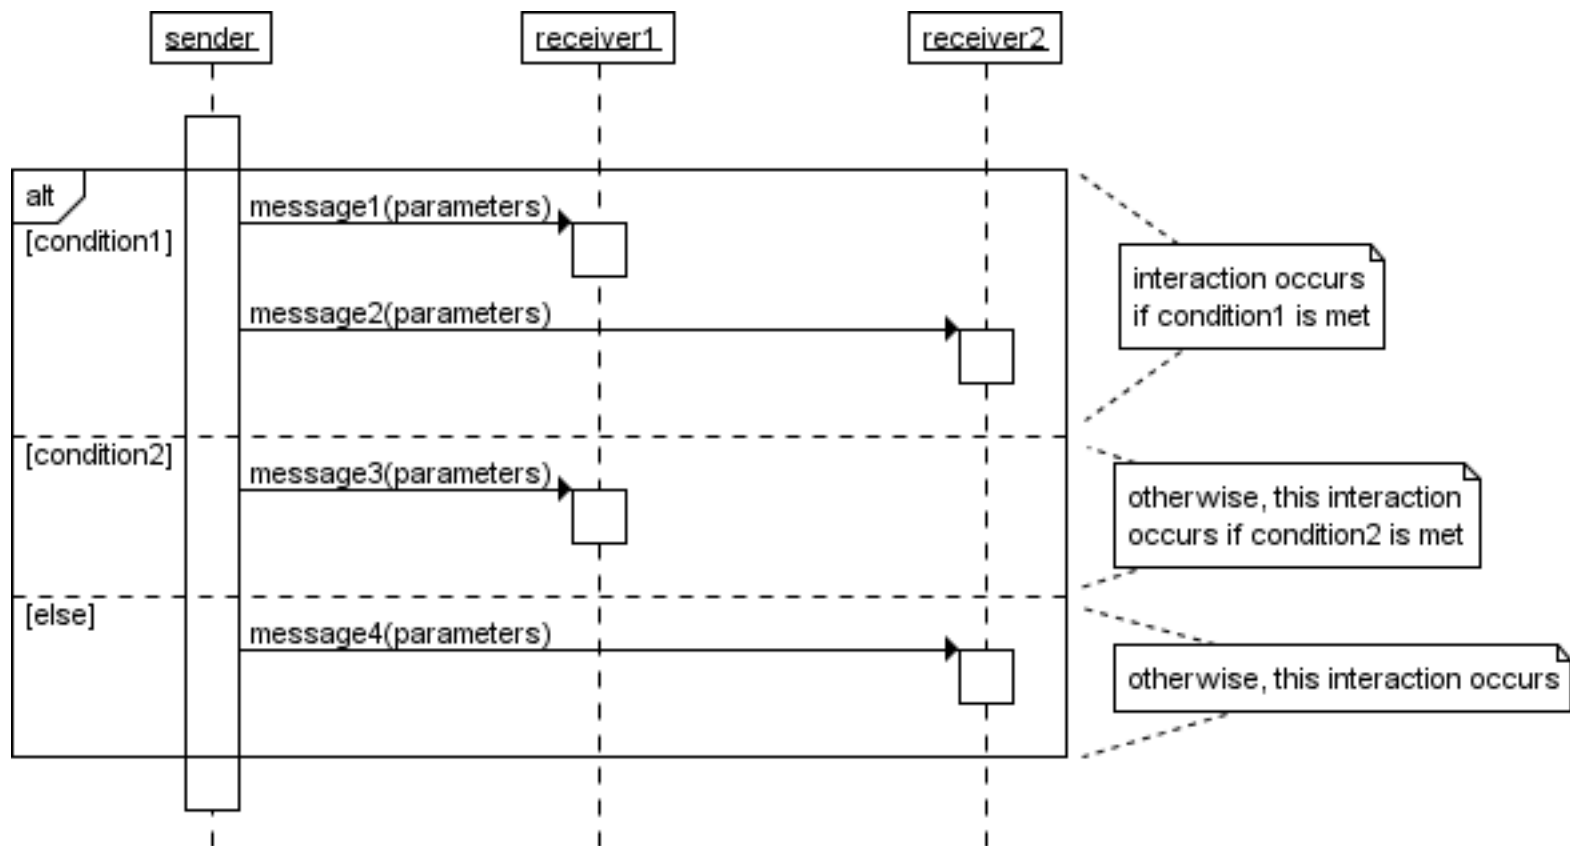 sender
receiver1
receiver2
alt
message1(parameters)
[condition1]
interaction occurs
if condition1 is met
message2(parameters)
[condition2]
message3(parameters)
otherwise, this interaction
occurs if condition2 is met
[else]
message4(parameters)
otherwise, this interaction occurs